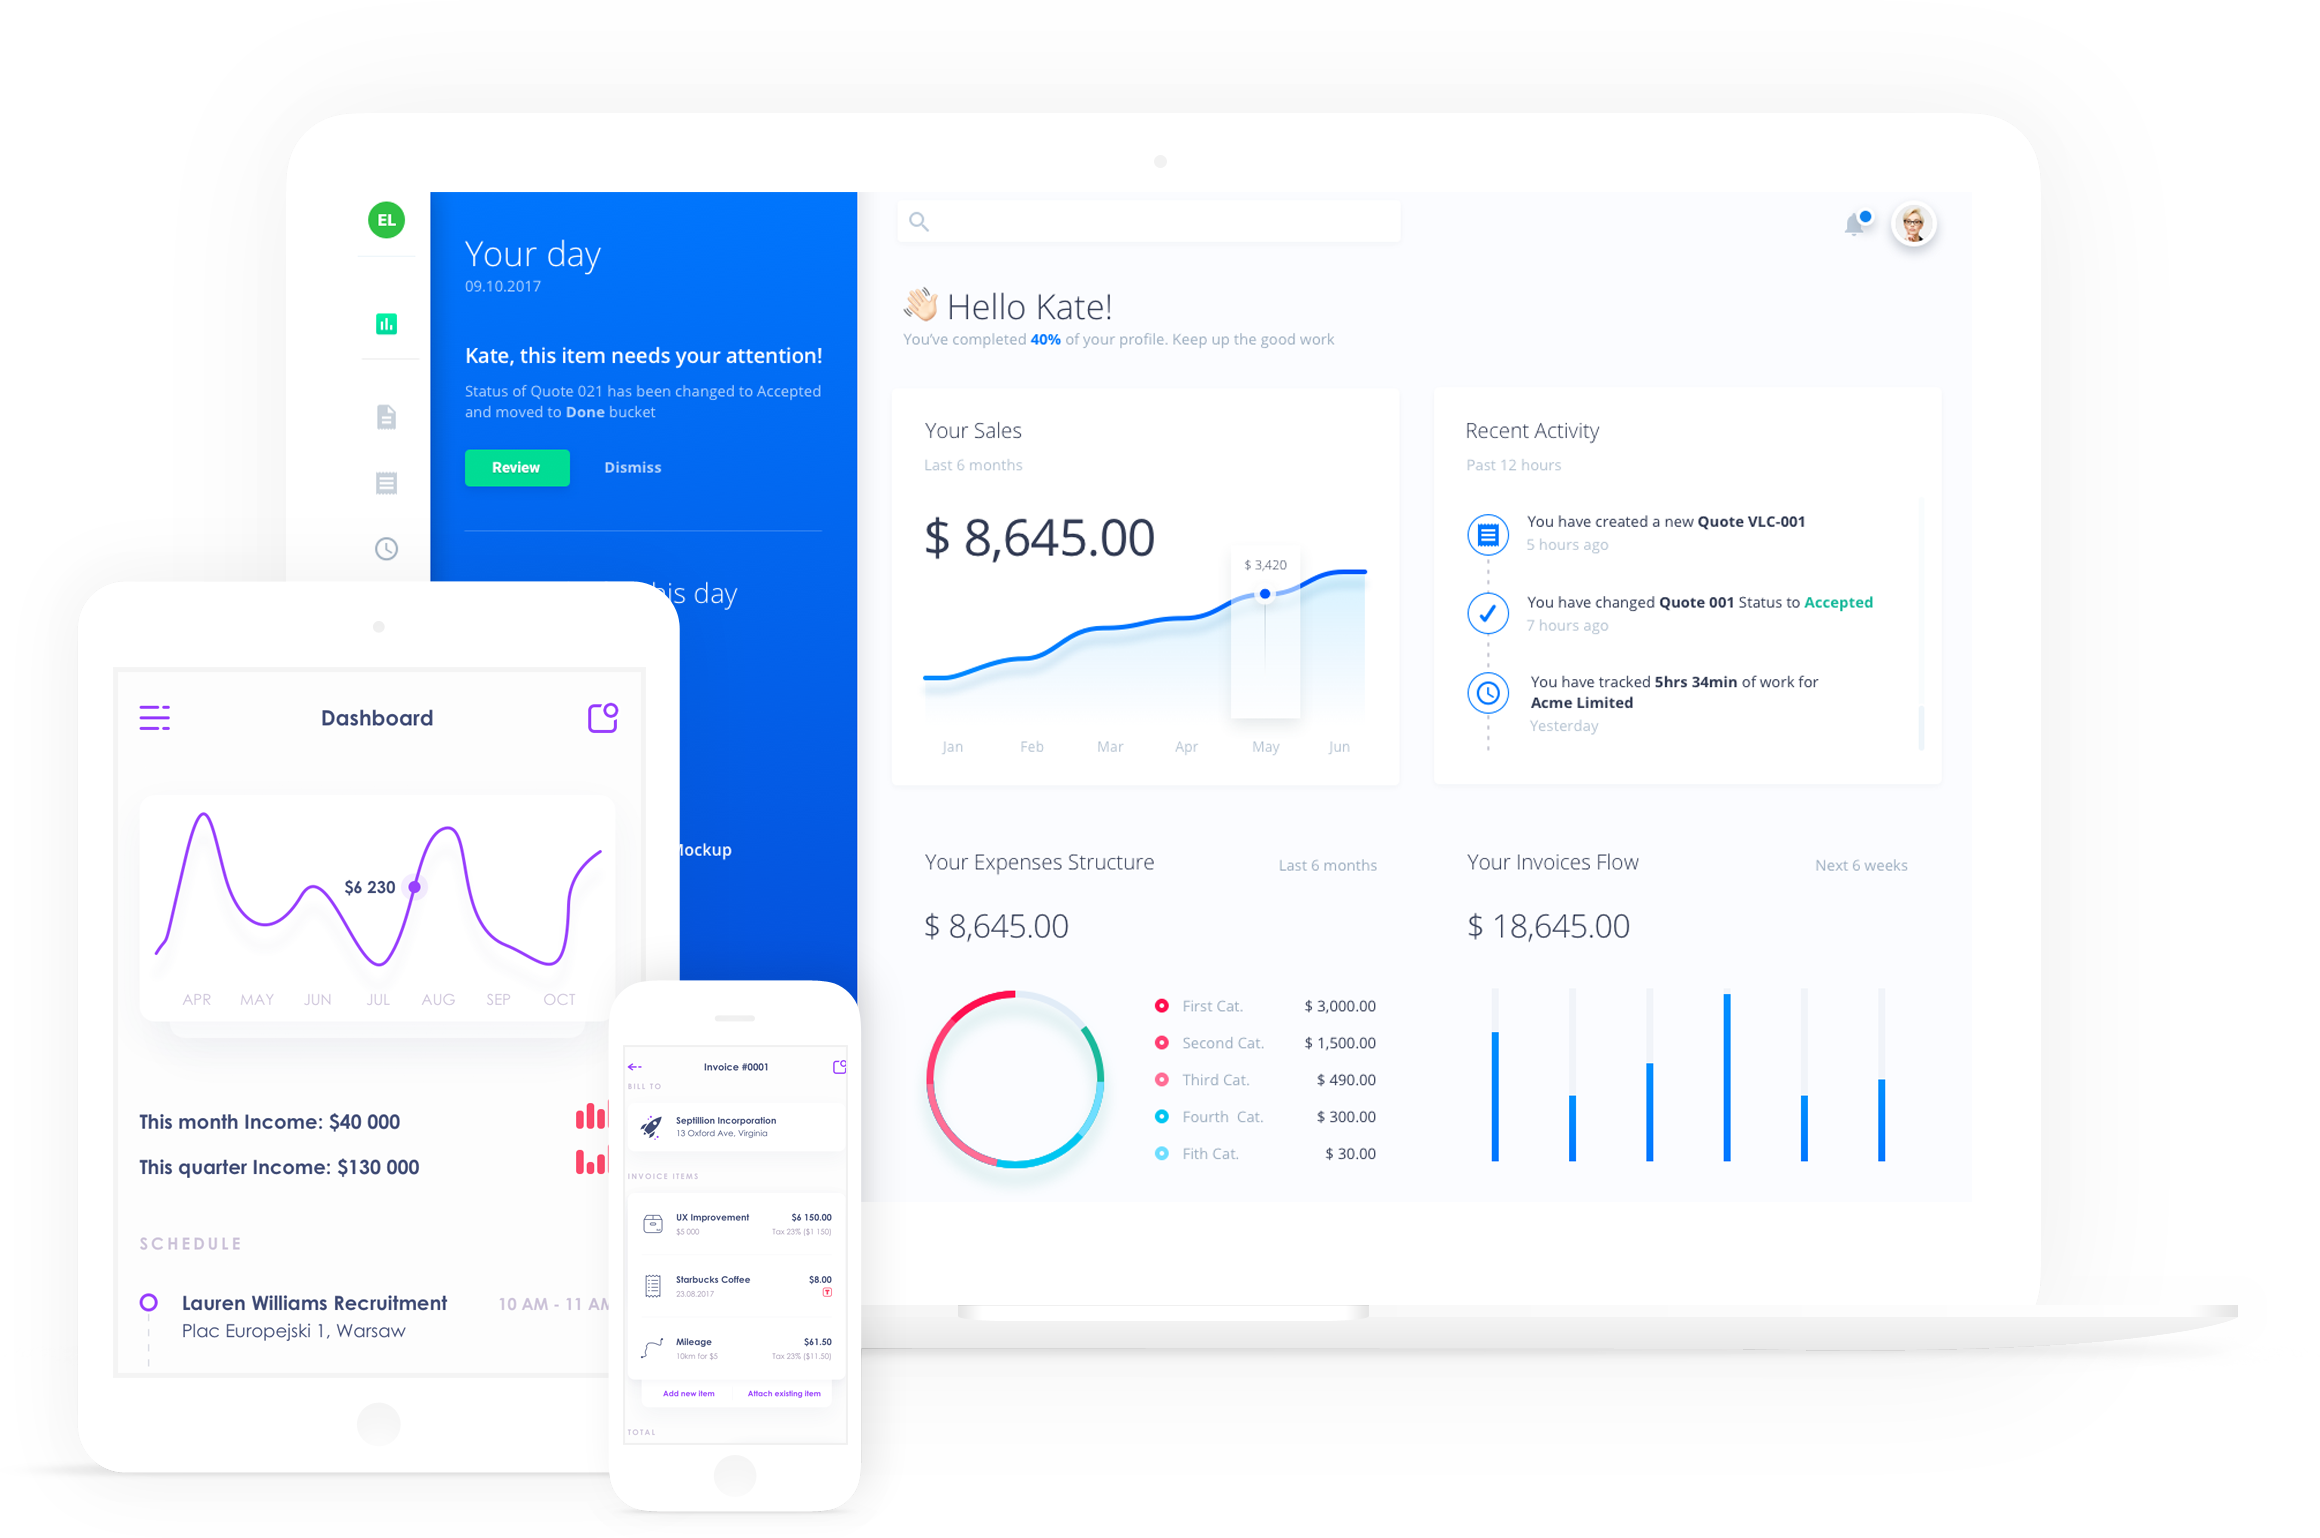 EL
Your day
09.10.2017
Kate, this item needs your attention!
Status of Quote 021 has been changed to Accepted
and moved to Done bucket
Review Dismiss
day
Hello Kate!
You've completed 40% of your profile. Keep up the good work
Your Sales
Last 6 months
$ 8,645.00
$ 3,420
Jan Feb Mar Apr May Jun
Recent Activity
Past 12 hours
You have created a new Quote VLC-001
5 hours ago
You have changed Quote 001 Status to Accepted
7 hours ago
You have tracked 5hrs 34min of work for
Acme Limited
Yesterday
Your Expenses Structure Last 6 months
$ 8,645.00
First Cat. $ 3,000.00
Second Cat. $ 1,500.00
Third Cat. $ 490.00
Fourth Cat. $ 300.00
Fith Cat. $ 30.00
Your Invoices Flow Next 6 weeks
$ 18,645.00
Dashboard
$6 230
APR MAY JUN JUL AUG SEP OCT
This month Income: $40 000
This quarter Income: $130 000
SCHEDULE
Lauren Williams Recruitment 10 AM - 11 AM
Plac Europejski 1, Warsaw
Invoice #0001
BILL TO
Septillion Incorporation
13 Oxford Ave, Virginia
INVOICE ITEMS
UX Improvement $6 150.00
$5 000 Tax 23% ($1 150)
Starbucks Coffee $8.00
23.08.2017
Mileage $61.50
10km for $5 Tax 23% ($11.50)
Add new item Attach existing item
TOTAL